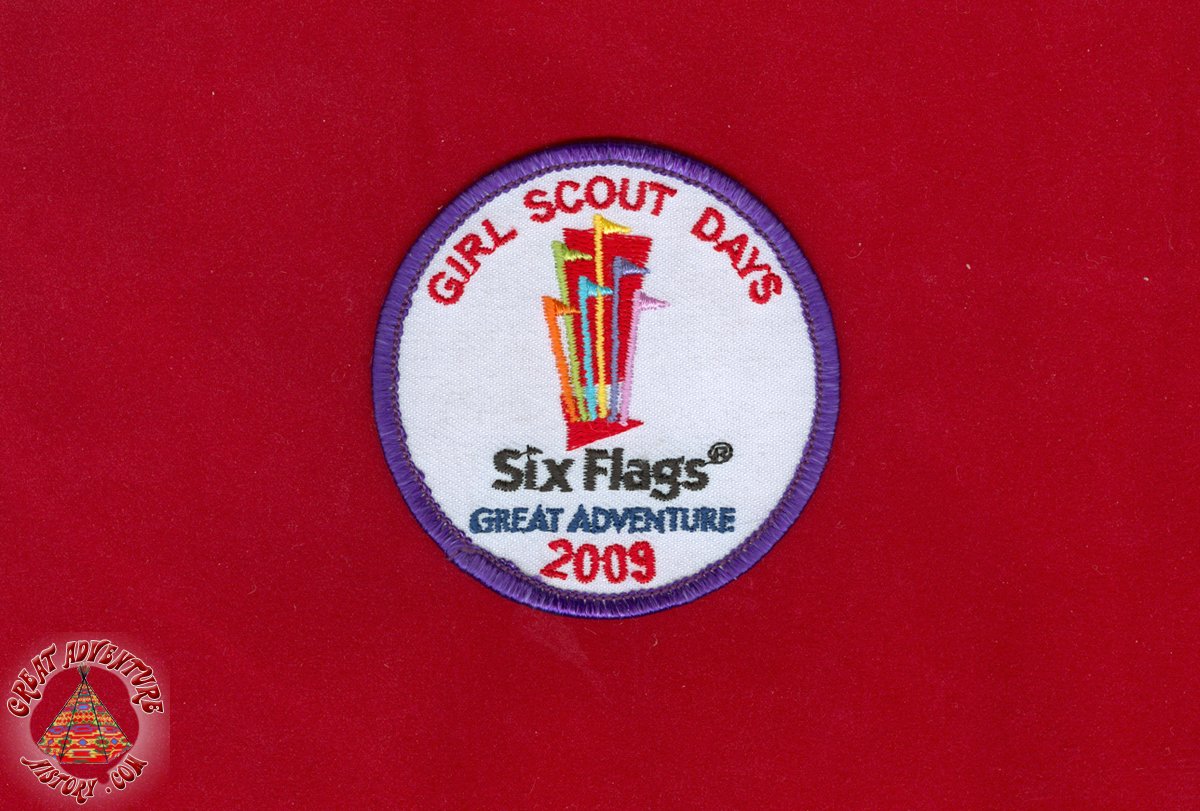 GIRL SCOUT DAYS
Six Flags®
GREAT ADVENTURE
2009
GREAT ADVENTURE
HISTORY.COM